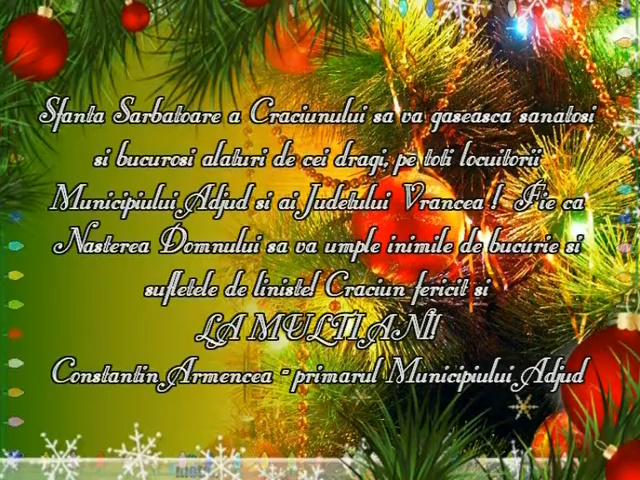 Sfanta Sarbatoare a Craciunului sa va gaseasca sanatosi
si bucurosi alaturi de cei dragi, pe toti locuitorii
Municipiului Adjud si ai Judetului Vrancea ! Fie ca
Nasterea Domnului sa va umple inimile de bucurie si
sufletele de liniste! Craciun fericit si
LA MULTI ANI!
Constantin Armencea - primarul Municipiului Adjud